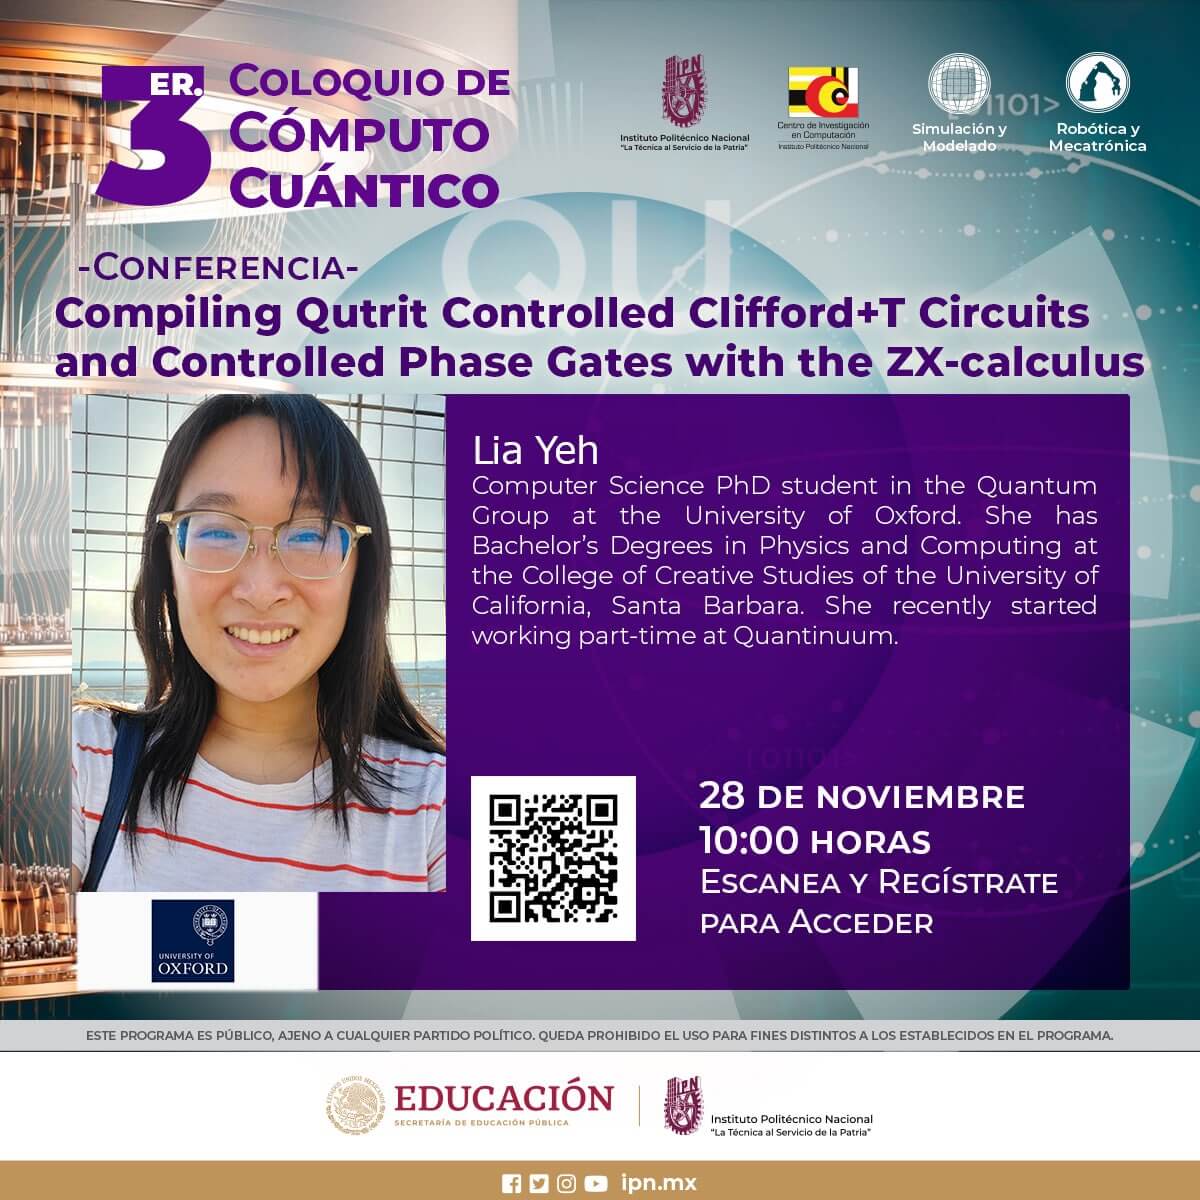 3ER. COLOQUIO DE
CÓMPUTO
CUÁNTICO
IPN
Instituto Politécnico Nacional
"La Técnica al Servicio de la Patria"
Centro de Investigación
en Computación
Instituto Politécnico Nacional
Simulación y
Modelado
Robótica y
Mecatrónica
1101>
QU
-CONFERENCIA-
Compiling Qutrit Controlled Clifford+T Circuits
and Controlled Phase Gates with the ZX-calculus
Lia Yeh
Computer Science PhD student in the Quantum
Group at the University of Oxford. She has
Bachelor's Degrees in Physics and Computing at
the College of Creative Studies of the University of
California, Santa Barbara. She recently started
working part-time at Quantinuum.
28 DE NOVIEMBRE
10:00 HORAS
ESCANEA Y REGÍSTRATE
PARA ACCEDER
UNIVERSITY OF
OXFORD
ESTE PROGRAMA ES PÚBLICO, AJENO A CUALQUIER PARTIDO POLÍTICO. QUEDA PROHIBIDO EL USO PARA FINES DISTINTOS A LOS ESTABLECIDOS EN EL PROGRAMA.
EDUCACIÓN
SECRETARÍA DE EDUCACIÓN PÚBLICA
IPN
Instituto Politécnico Nacional
"La Técnica al Servicio de la Patria"
ipn.mx